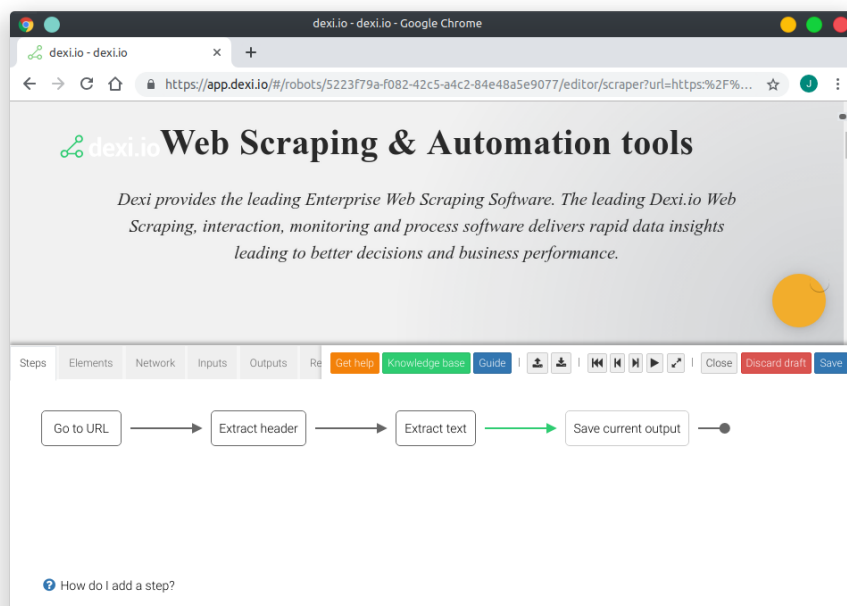 dexi.io - dexi.io - Google Chrome
dexi.io - dexi.io
https://app.dexi.io/#/robots/5223f79a-f082-42c5-a4c2-84e48a5e9077/editor/scraper?url=https:%2F%...
J
dexi.io
Web Scraping & Automation tools
Dexi provides the leading Enterprise Web Scraping Software. The leading Dexi.io Web
Scraping, interaction, monitoring and process software delivers rapid data insights
leading to better decisions and business performance.
Steps Elements Network Inputs Outputs Re Get help Knowledge base Guide Close Discard draft Save
Go to URL Extract header Extract text Save current output
How do I add a step?